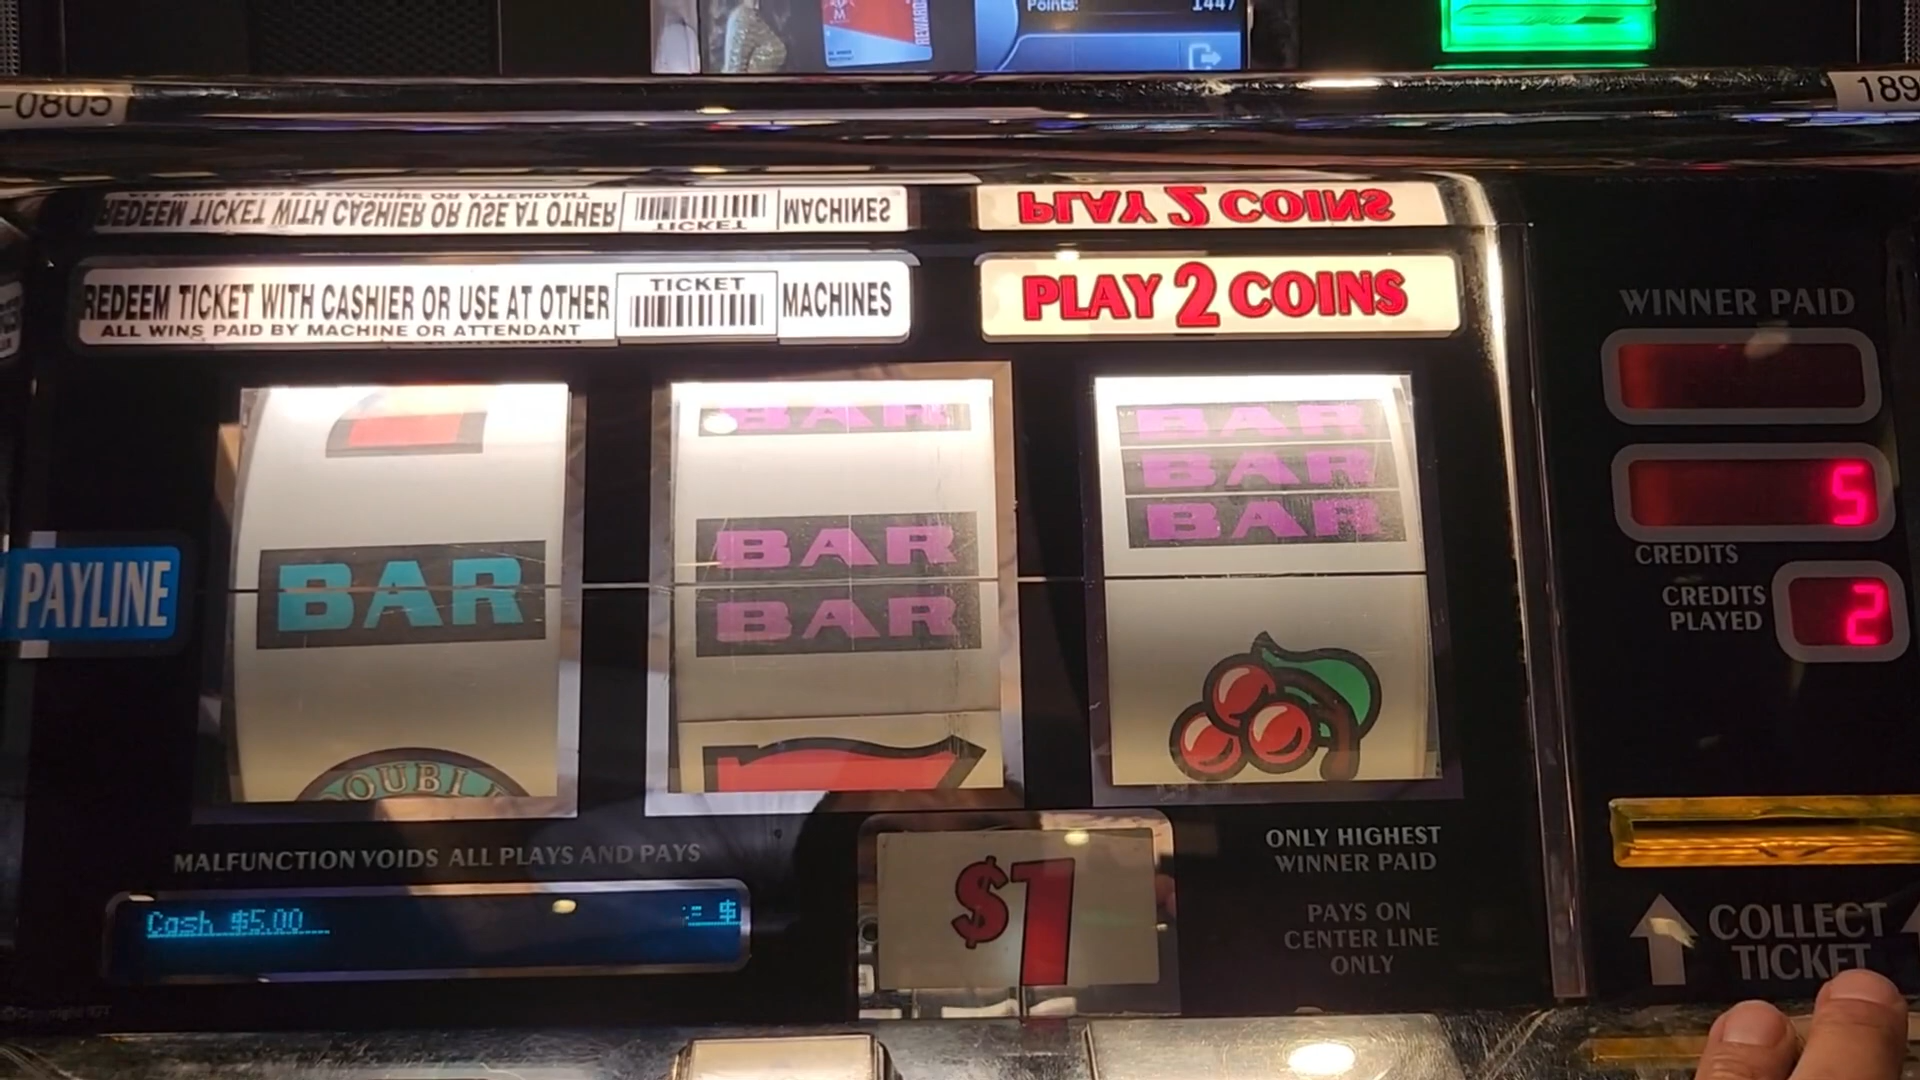 Points: 1447
REWARD
-0805
189
REDEEM TICKET WITH CASHIER OR USE AT OTHER TICKET MACHINES
PLAY 2 COINS
REDEEM TICKET WITH CASHIER OR USE AT OTHER
TICKET
MACHINES
ALL WINS PAID BY MACHINE OR ATTENDANT
PLAY 2 COINS
WINNER PAID
BAR
BAR
BAR
BAR
5
CREDITS
PAYLINE
BAR
BAR
BAR
CREDITS
PLAYED
2
DOUBLE
MALFUNCTION VOIDS ALL PLAYS AND PAYS
Cash $5.00
= $
$1
ONLY HIGHEST
WINNER PAID
PAYS ON
CENTER LINE
ONLY
COLLECT
TICKET